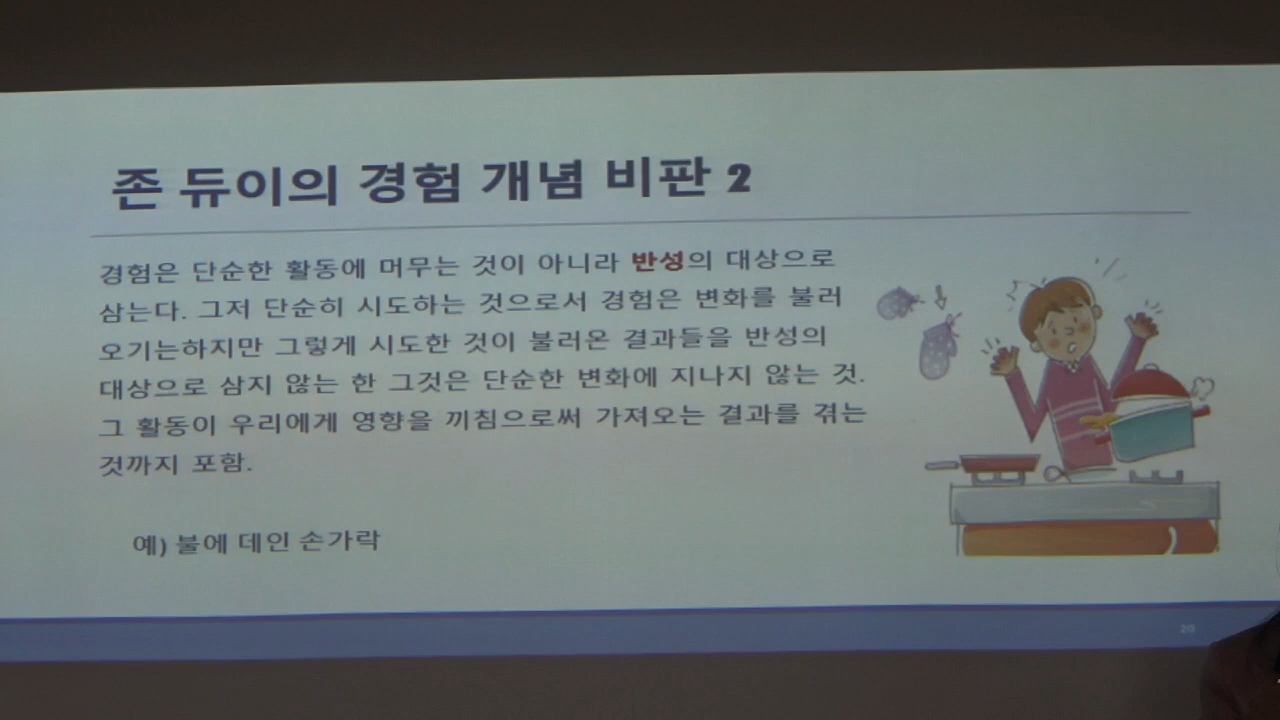 존 듀이의 경험 개념 비판 2
경험은 단순한 활동에 머무는 것이 아니라 반성의 대상으로
삼는다. 그저 단순히 시도하는 것으로서 경험은 변화를 불러
오기는하지만 그렇게 시도한 것이 불러온 결과들을 반성의
대상으로 삼지 않는 한 그것은 단순한 변화에 지나지 않는 것.
그 활동이 우리에게 영향을 끼침으로써 가져오는 결과를 겪는
것까지 포함.
예) 불에 데인 손가락
20